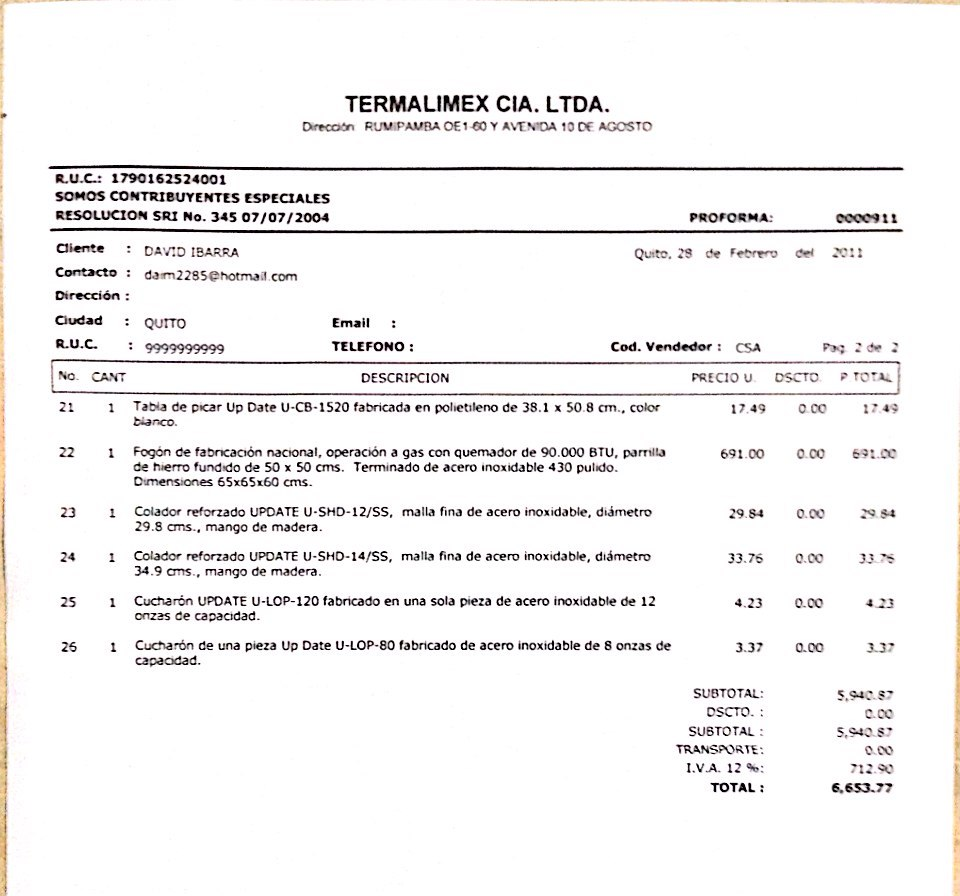 TERMALIMEX CIA. LTDA.
Dirección RUMIPAMBA OE1-60 Y AVENIDA 10 DE AGOSTO
R.U.C.: 1790162524001
SOMOS CONTRIBUYENTES ESPECIALES
RESOLUCION SRI No. 345 07/07/2004 PROFORMA: 0000911
Cliente : DAVID IBARRA Quito, 28 de Febrero del 2011
Contacto : daim2285@hotmail.com
Dirección :
Ciudad : QUITO Email :
R.U.C. : 9999999999 TELEFONO : Cod. Vendedor : CSA Pag. 2 de 2
No. CANT DESCRIPCION PRECIO U. DSCTO. P TOTAL
21 1 Tabla de picar Up Date U-CB-1520 fabricada en polietileno de 38.1 x 50.8 cm., color 17.49 0.00 17.49
blanco.
22 1 Fogón de fabricación nacional, operación a gas con quemador de 90.000 BTU, parrilla 691.00 0.00 691.00
de hierro fundido de 50 x 50 cms. Terminado de acero inoxidable 430 pulido.
Dimensiones 65x65x60 cms.
23 1 Colador reforzado UPDATE U-SHD-12/SS, malla fina de acero inoxidable, diámetro 29.84 0.00 29.84
29.8 cms., mango de madera.
24 1 Colador reforzado UPDATE U-SHD-14/SS, malla fina de acero inoxidable, diámetro 33.76 0.00 33.76
34.9 cms., mango de madera.
25 1 Cucharón UPDATE U-LOP-120 fabricado en una sola pieza de acero inoxidable de 12 4.23 0.00 4.23
onzas de capacidad.
26 1 Cucharón de una pieza Up Date U-LOP-80 fabricado de acero inoxidable de 8 onzas de 3.37 0.00 3.37
capacidad.
SUBTOTAL: 5,940.87
DSCTO. : 0.00
SUBTOTAL : 5,940.87
TRANSPORTE: 0.00
I.V.A. 12 %: 712.90
TOTAL : 6,653.77